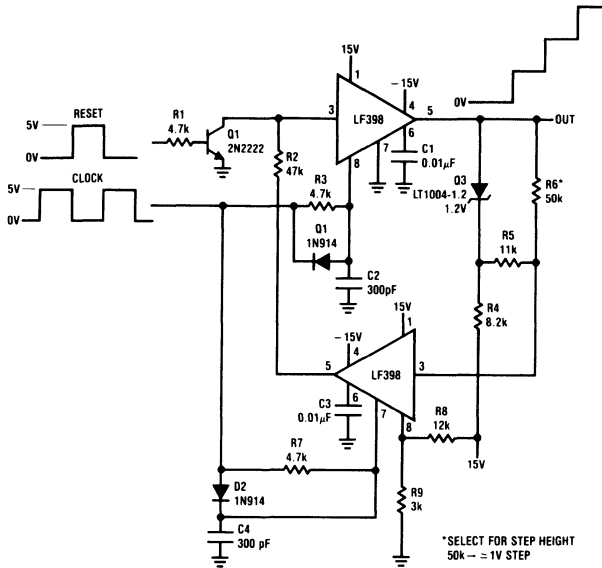 15V
1
−15V
4
0V
RESET
5V
R1
4.7k
Q1
2N2222
3
LF398
5
OUT
6
7
8
C1
0.01µF
0V
R2
47k
R3
4.7k
Q3
LT1004-1.2
1.2V
R6*
50k
CLOCK
5V
0V
Q1
1N914
R5
11k
C2
300pF
15V
1
R4
8.2k
−15V
4
5
LF398
3
6
7
8
C3
0.01µF
R8
12k
15V
R7
4.7k
D2
1N914
R9
3k
C4
300 pF
*SELECT FOR STEP HEIGHT
50k → ≃ 1V STEP